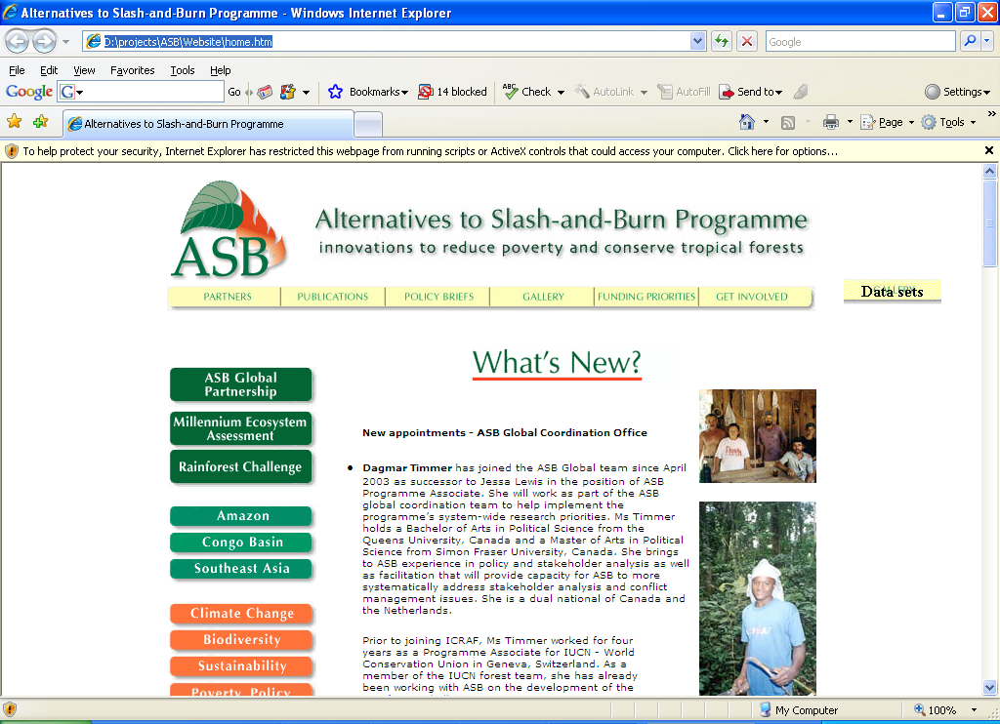 Alternatives to Slash-and-Burn Programme - Windows Internet Explorer
D:\projects\ASB\Website\home.htm
Google
File Edit View Favorites Tools Help
Google G Go Bookmarks 14 blocked ABC Check AutoLink AutoFill Send to Settings
Alternatives to Slash-and-Burn Programme
Page Tools
To help protect your security, Internet Explorer has restricted this webpage from running scripts or ActiveX controls that could access your computer. Click here for options...
ASB
Alternatives to Slash-and-Burn Programme
innovations to reduce poverty and conserve tropical forests
PARTNERS PUBLICATIONS POLICY BRIEFS GALLERY FUNDING PRIORITIES GET INVOLVED
Data sets
What's New?
ASB Global
Partnership
Millennium Ecosystem
Assessment
Rainforest Challenge
Amazon
Congo Basin
Southeast Asia
Climate Change
Biodiversity
Sustainability
Poverty, Policy
New appointments - ASB Global Coordination Office
• Dagmar Timmer has joined the ASB Global team since April
2003 as successor to Jessa Lewis in the position of ASB
Programme Associate. She will work as part of the ASB
global coordination team to help implement the
programme's system-wide research priorities. Ms Timmer
holds a Bachelor of Arts in Political Science from the
Queens University, Canada and a Master of Arts in Political
Science from Simon Fraser University, Canada. She brings
to ASB experience in policy and stakeholder analysis as well
as facilitation that will provide capacity for ASB to more
systematically address stakeholder analysis and conflict
management issues. She is a dual national of Canada and
the Netherlands.
Prior to joining ICRAF, Ms Timmer worked for four
years as a Programme Associate for IUCN - World
Conservation Union in Geneva, Switzerland. As a
member of the IUCN forest team, she has already
been working with ASB on the development of the
My Computer
100%